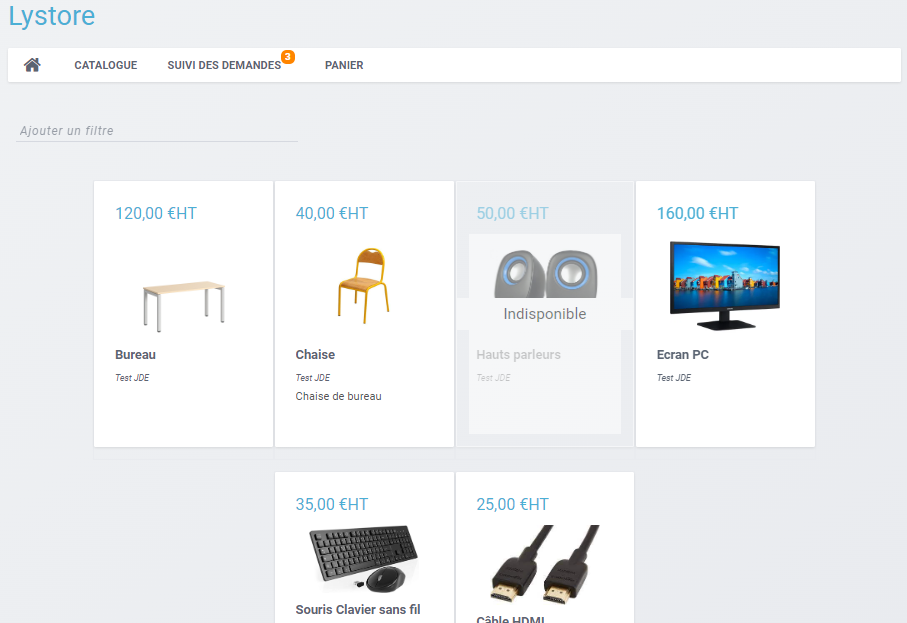 Lystore
CATALOGUE
SUIVI DES DEMANDES
3
PANIER
Ajouter un filtre
120,00 €HT
Bureau
Test JDE
40,00 €HT
Chaise
Test JDE
Chaise de bureau
50,00 €HT
Indisponible
Hauts parleurs
Test JDE
160,00 €HT
Ecran PC
Test JDE
35,00 €HT
Souris Clavier sans fil
25,00 €HT
Câble HDMI